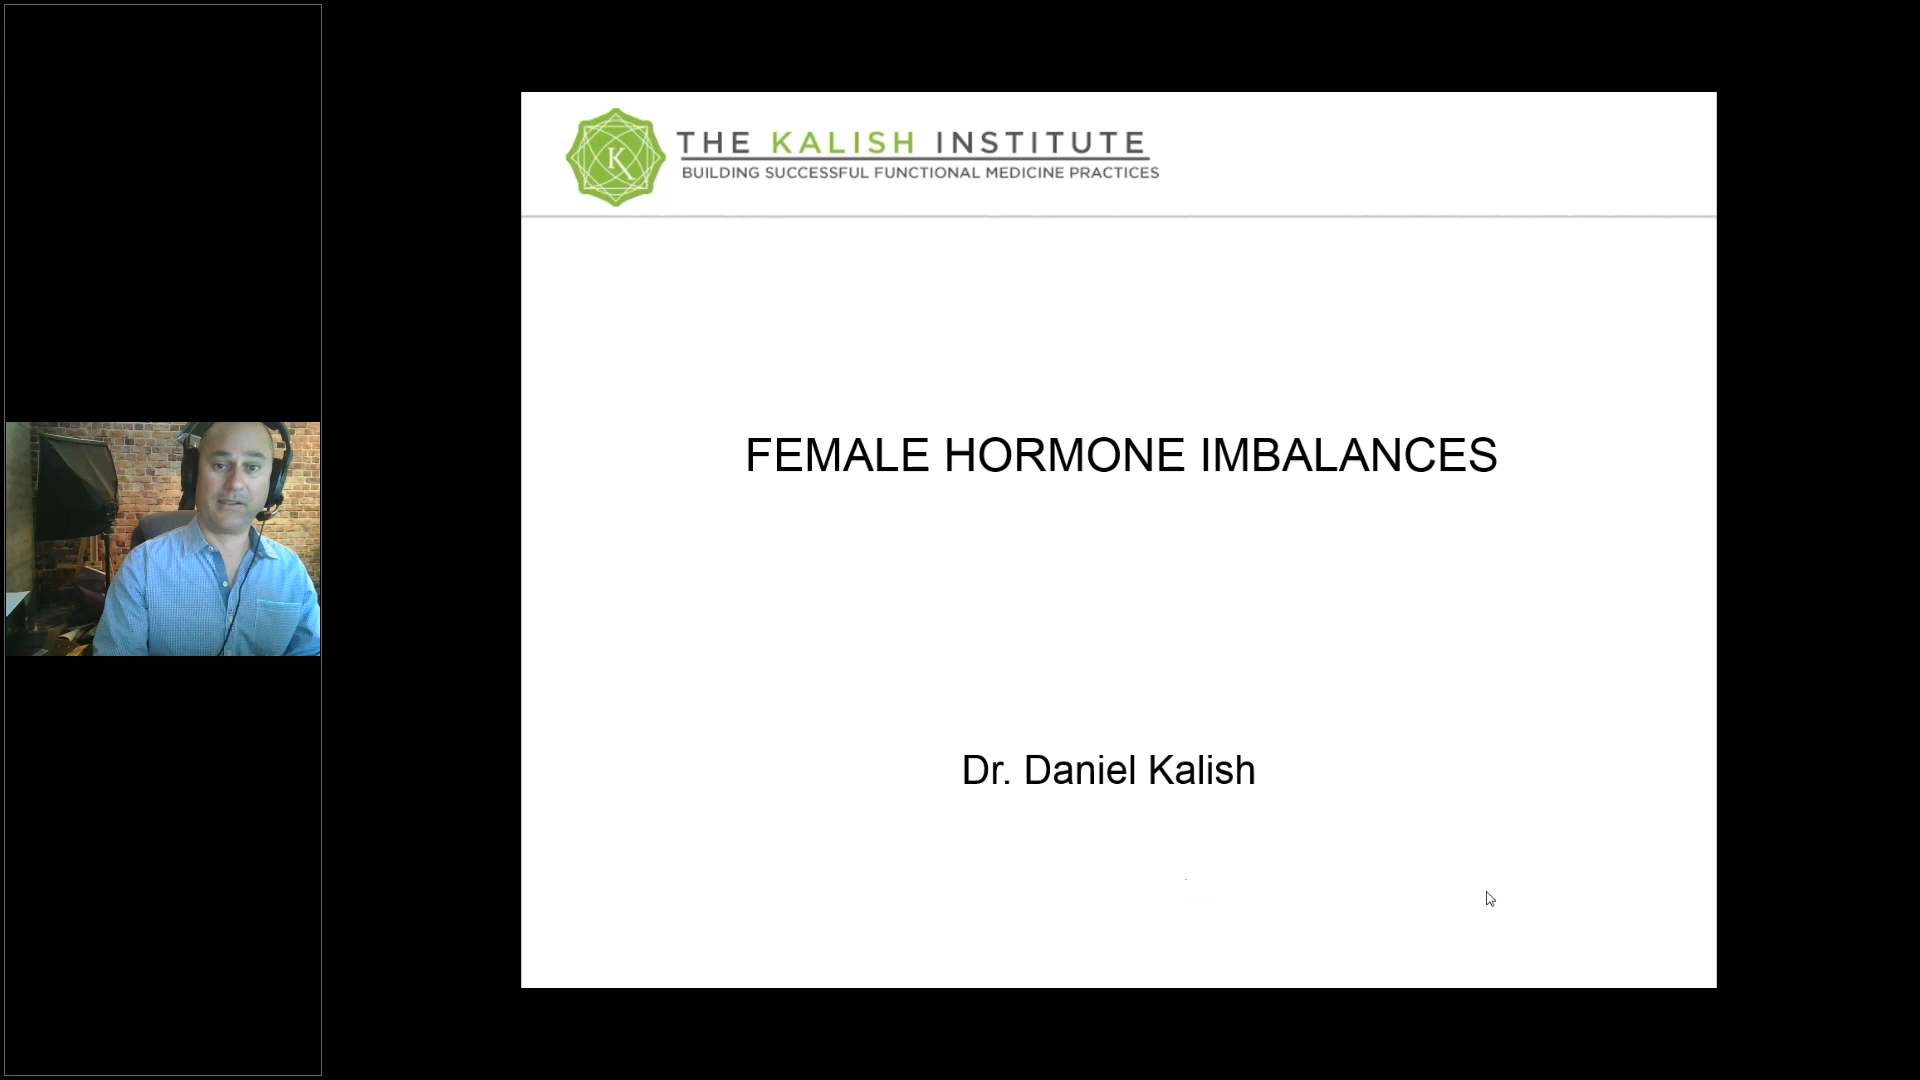 K
THE KALISH INSTITUTE
BUILDING SUCCESSFUL FUNCTIONAL MEDICINE PRACTICES
FEMALE HORMONE IMBALANCES
Dr. Daniel Kalish